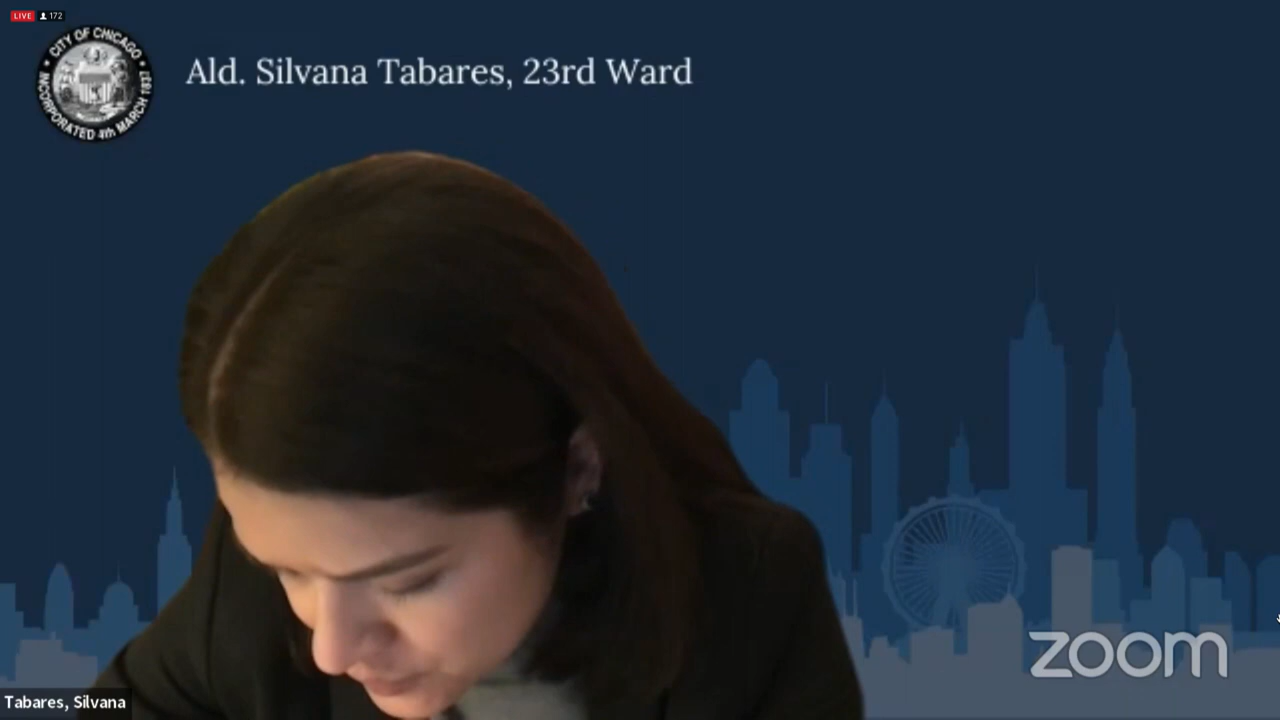 LIVE 172
CITY OF CHICAGO
INCORPORATED 4th MARCH 1837
Ald. Silvana Tabares, 23rd Ward
zoom
Tabares, Silvana